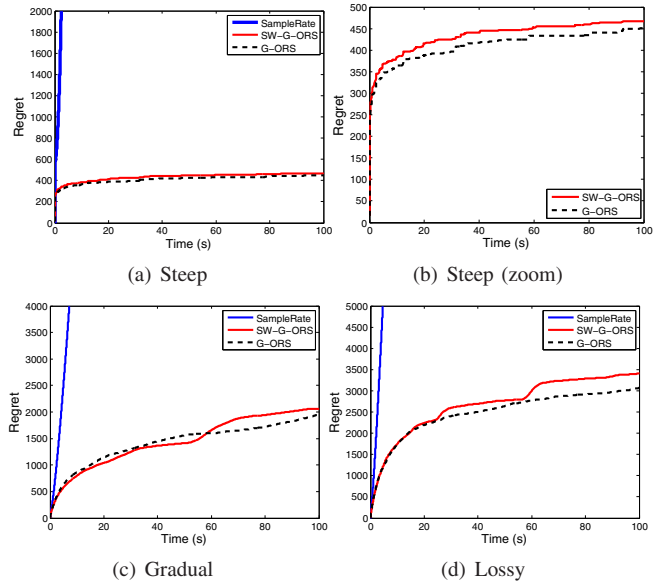 2000
1800
1600
1400
1200
1000
800
600
400
200
0
Regret
0 20 40 60 80 100
Time (s)
SampleRate
SW-G-ORS
G-ORS
(a) Steep
500
450
400
350
300
250
200
150
100
50
0
Regret
0 20 40 60 80 100
Time (s)
SW-G-ORS
G-ORS
(b) Steep (zoom)
4000
3500
3000
2500
2000
1500
1000
500
0
Regret
0 20 40 60 80 100
Time (s)
SampleRate
SW-G-ORS
G-ORS
(c) Gradual
5000
4500
4000
3500
3000
2500
2000
1500
1000
500
0
Regret
0 20 40 60 80 100
Time (s)
SampleRate
SW-G-ORS
G-ORS
(d) Lossy